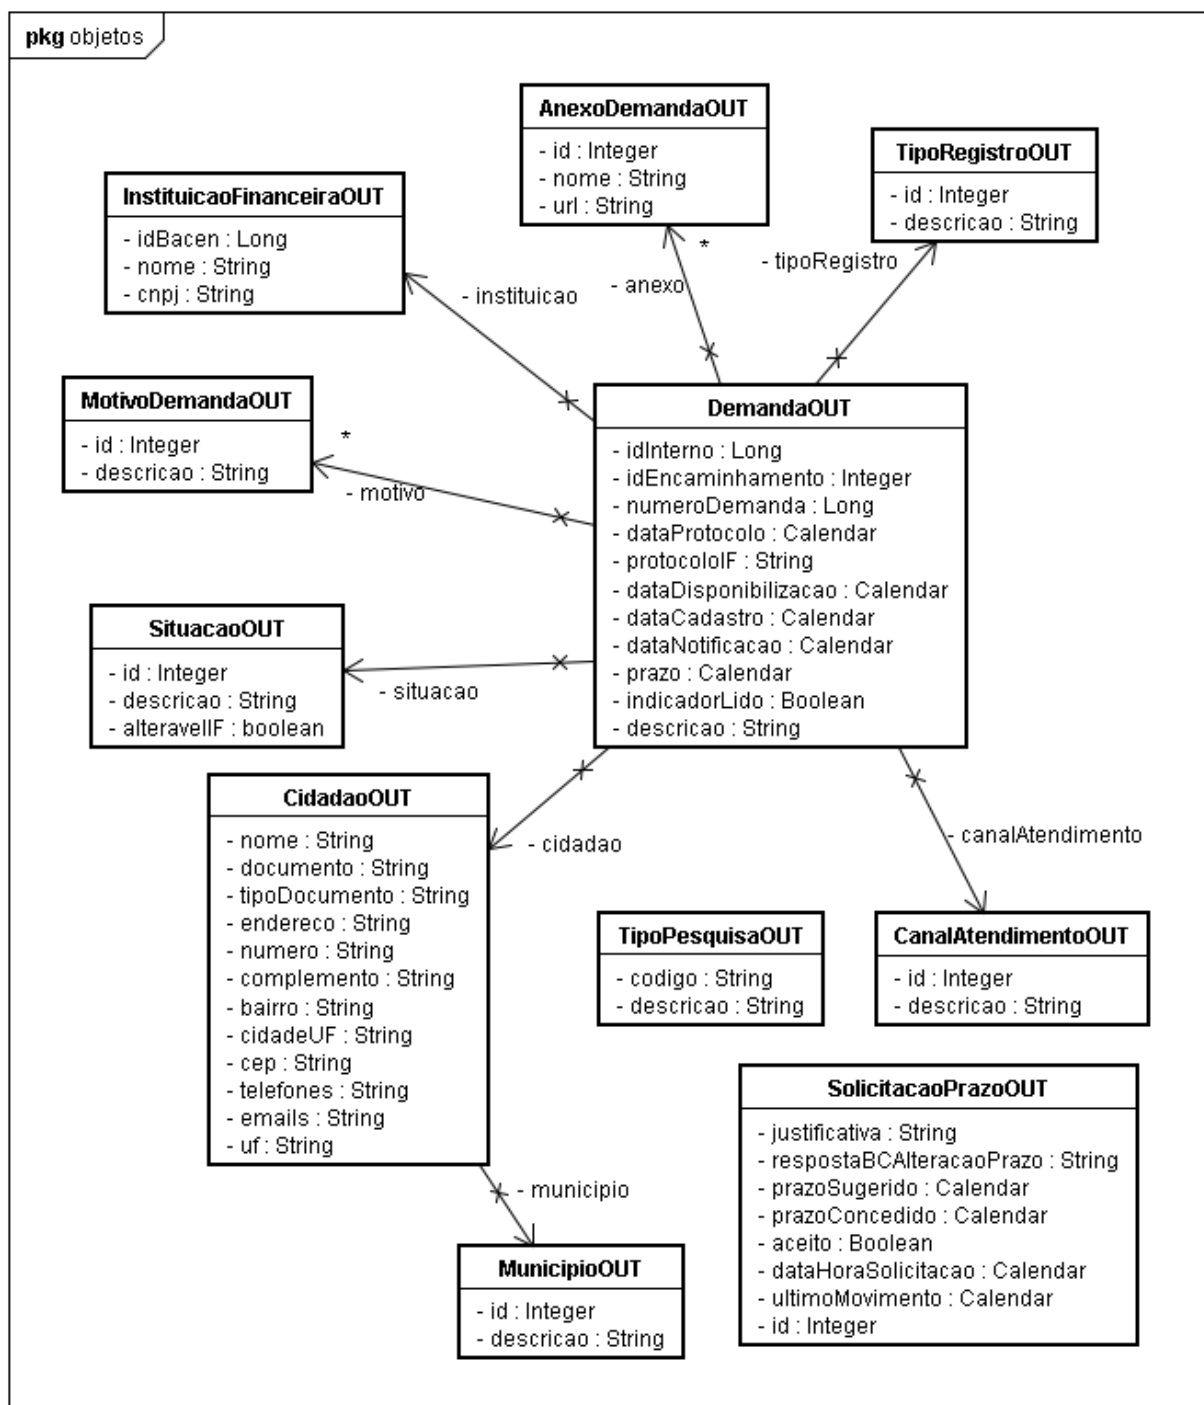 pkg objetos
AnexoDemandaOUT
- id : Integer
- nome : String
- url : String
TipoRegistroOUT
- id : Integer
- descricao : String
InstituicaoFinanceiraOUT
- idBacen : Long
- nome : String
- cnpj : String
*
- tipoRegistro
- anexo
- instituicao
MotivoDemandaOUT
- id : Integer
- descricao : String
*
- motivo
DemandaOUT
- idInterno : Long
- idEncaminhamento : Integer
- numeroDemanda : Long
- dataProtocolo : Calendar
- protocoloIF : String
- dataDisponibilizacao : Calendar
- dataCadastro : Calendar
- dataNotificacao : Calendar
- prazo : Calendar
- indicadorLido : Boolean
- descricao : String
SituacaoOUT
- id : Integer
- descricao : String
- alteravelIF : boolean
- situacao
CidadaoOUT
- nome : String
- documento : String
- tipoDocumento : String
- endereco : String
- numero : String
- complemento : String
- bairro : String
- cidadeUF : String
- cep : String
- telefones : String
- emails : String
- uf : String
- cidadao
- canalAtendimento
TipoPesquisaOUT
- codigo : String
- descricao : String
CanalAtendimentoOUT
- id : Integer
- descricao : String
SolicitacaoPrazoOUT
- justificativa : String
- respostaBCAlteracaoPrazo : String
- prazoSugerido : Calendar
- prazoConcedido : Calendar
- aceito : Boolean
- dataHoraSolicitacao : Calendar
- ultimoMovimento : Calendar
- id : Integer
- municipio
MunicipioOUT
- id : Integer
- descricao : String